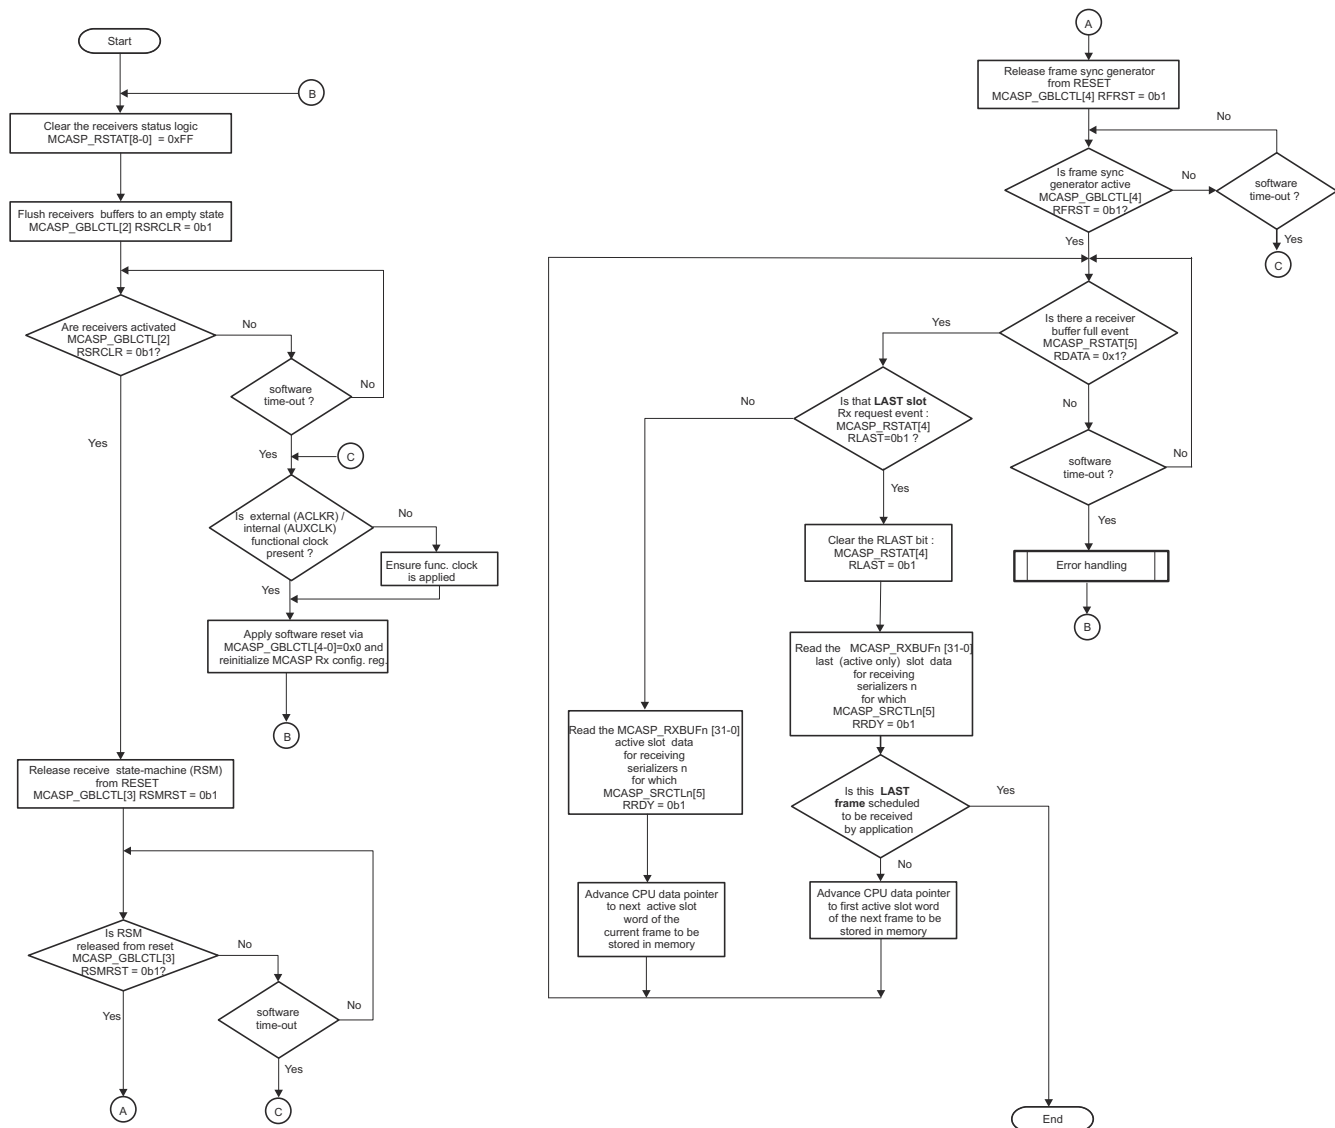 Start
B
Clear the receivers status logic
MCASP_RSTAT[8-0] = 0xFF
Flush receivers buffers to an empty state
MCASP_GBLCTL[2] RSRCLR = 0b1
Are receivers activated
MCASP_GBLCTL[2]
RSRCLR = 0b1?
No
software
time-out ?
No
Yes
Yes
C
Is external (ACLKR) /
internal (AUXCLK)
functional clock
present ?
No
Ensure func. clock
is applied
Yes
Apply software reset via
MCASP_GBLCTL[4-0]=0x0 and
reinitialize MCASP Rx config. reg.
B
Release receive state-machine (RSM)
from RESET
MCASP_GBLCTL[3] RSMRST = 0b1
Is RSM
released from reset
MCASP_GBLCTL[3]
RSMRST = 0b1?
No
software
time-out
No
Yes
Yes
A
C
A
Release frame sync generator
from RESET
MCASP_GBLCTL[4] RFRST = 0b1
No
Is frame sync
generator active
MCASP_GBLCTL[4]
RFRST = 0b1?
No
software
time-out ?
Yes
Yes
C
Is there a receiver
buffer full event
MCASP_RSTAT[5]
RDATA = 0x1?
Yes
No
Is that LAST slot
Rx request event :
MCASP_RSTAT[4]
RLAST=0b1 ?
No
software
time-out ?
No
Yes
Yes
Clear the RLAST bit :
MCASP_RSTAT[4]
RLAST = 0b1
Error handling
B
Read the MCASP_RXBUFn [31-0]
last (active only) slot data
for receiving
serializers n
for which
MCASP_SRCTLn[5]
RRDY = 0b1
Read the MCASP_RXBUFn [31-0]
active slot data
for receiving
serializers n
for which
MCASP_SRCTLn[5]
RRDY = 0b1
Is this LAST
frame scheduled
to be received
by application
Yes
No
Advance CPU data pointer
to next active slot
word of the
current frame to be
stored in memory
Advance CPU data pointer
to first active slot word
of the next frame to be
stored in memory
End